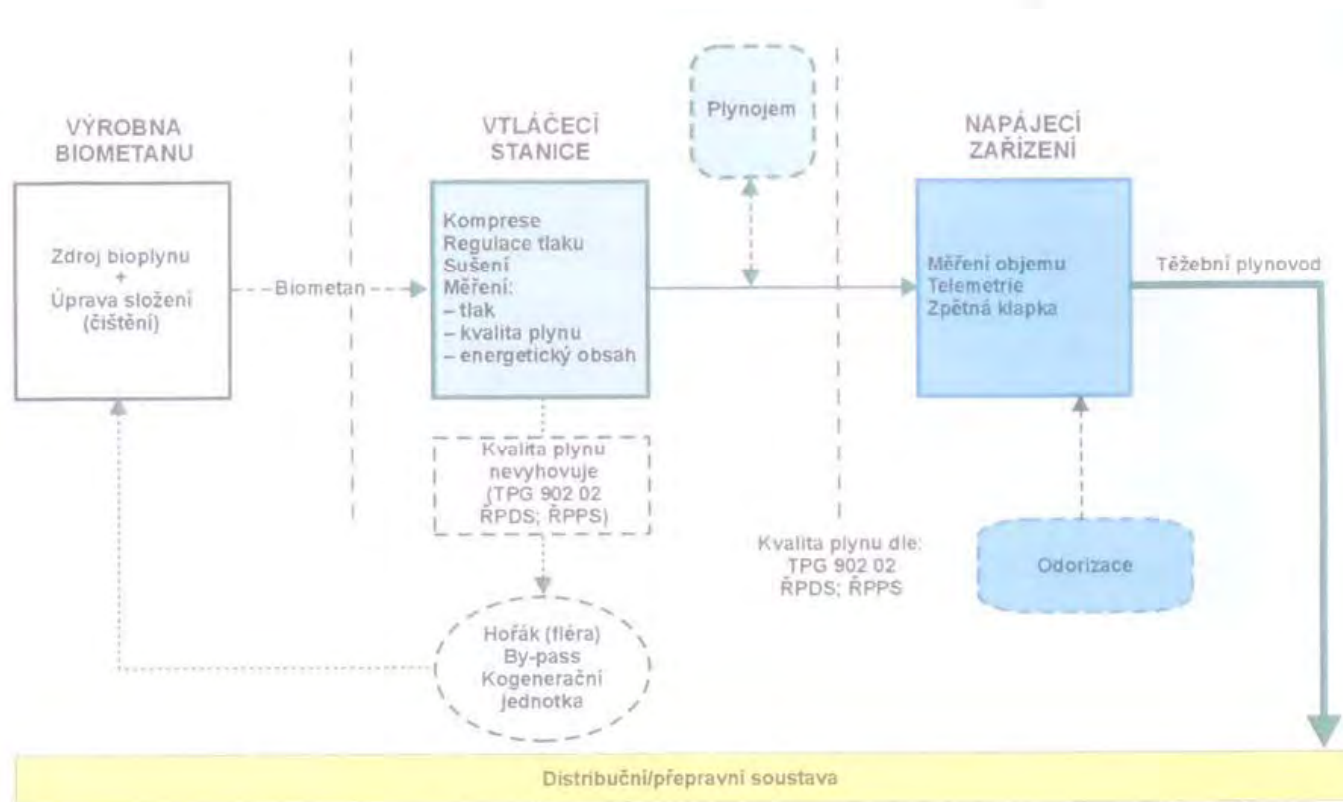 VÝROBNA
BIOMETANU
Zdroj bioplynu
+
Úprava složení
(čištění)
Biometan
VTLÁČECÍ
STANICE
Komprese
Regulace tlaku
Sušení
Měření:
– tlak
– kvalita plynu
– energetický obsah
Kvalita plynu
nevyhovuje
(TPG 902 02
ŘPDS; ŘPPS)
Hořák (fléra)
By-pass
Kogenerační
jednotka
Plynojem
Kvalita plynu dle:
TPG 902 02
ŘPDS; ŘPPS
NAPÁJECÍ
ZAŘÍZENÍ
Měření objemu
Telemetrie
Zpětná klapka
Odorizace
Těžební plynovod
Distribuční/přepravní soustava